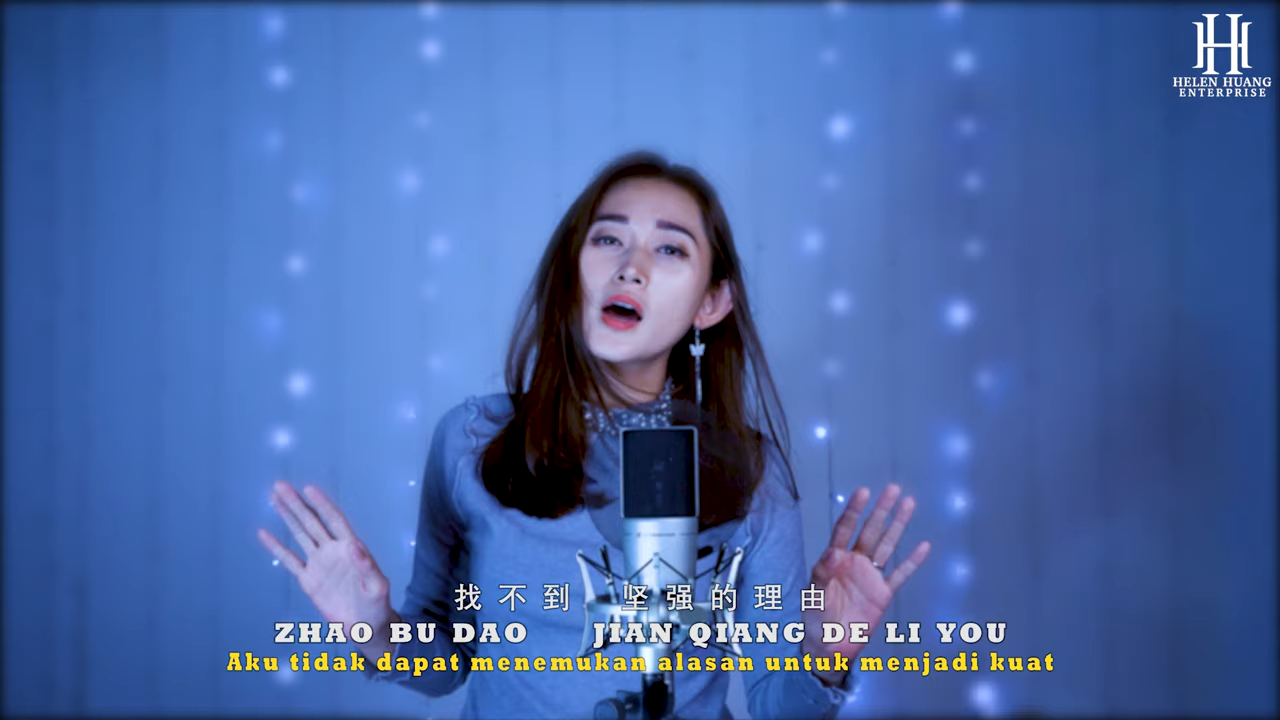 HELEN HUANG
ENTERPRISE
找不到 坚强的理由
ZHAO BU DAO JIAN QIANG DE LI YOU
Aku tidak dapat menemukan alasan untuk menjadi kuat